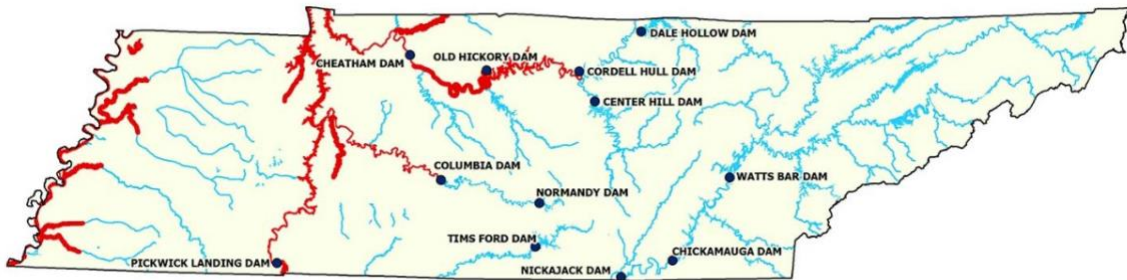 DALE HOLLOW DAM
OLD HICKORY DAM
CHEATHAM DAM
CORDELL HULL DAM
CENTER HILL DAM
COLUMBIA DAM
WATTS BAR DAM
NORMANDY DAM
TIMS FORD DAM
CHICKAMAUGA DAM
PICKWICK LANDING DAM
NICKAJACK DAM